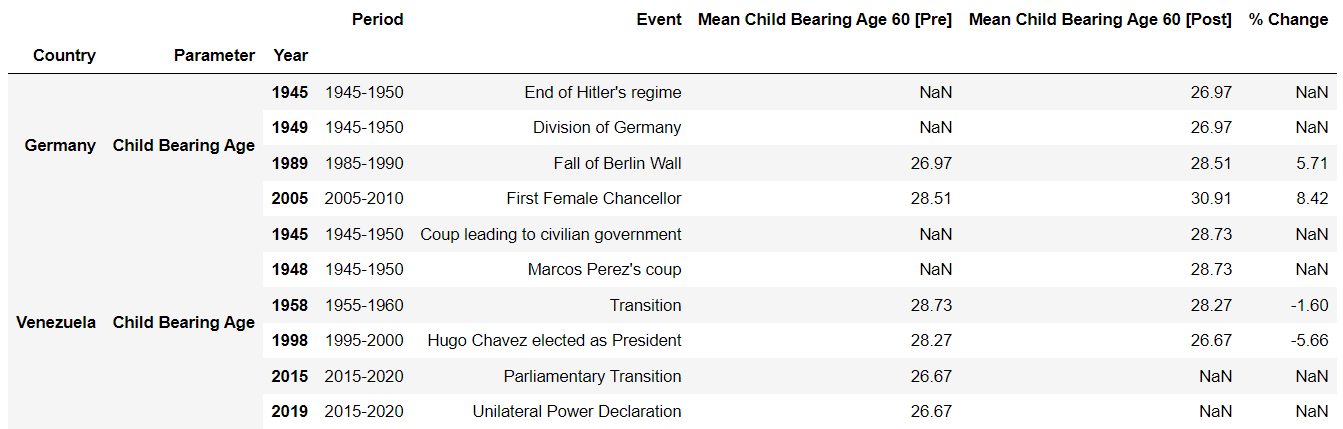 Period Event Mean Child Bearing Age 60 [Pre] Mean Child Bearing Age 60 [Post] % Change
Country Parameter Year
1945 1945-1950 End of Hitler's regime NaN 26.97 NaN
1949 1945-1950 Division of Germany NaN 26.97 NaN
Germany Child Bearing Age
1989 1985-1990 Fall of Berlin Wall 26.97 28.51 5.71
2005 2005-2010 First Female Chancellor 28.51 30.91 8.42
1945 1945-1950 Coup leading to civilian government NaN 28.73 NaN
1948 1945-1950 Marcos Perez's coup NaN 28.73 NaN
1958 1955-1960 Transition 28.73 28.27 -1.60
Venezuela Child Bearing Age
1998 1995-2000 Hugo Chavez elected as President 28.27 26.67 -5.66
2015 2015-2020 Parliamentary Transition 26.67 NaN NaN
2019 2015-2020 Unilateral Power Declaration 26.67 NaN NaN